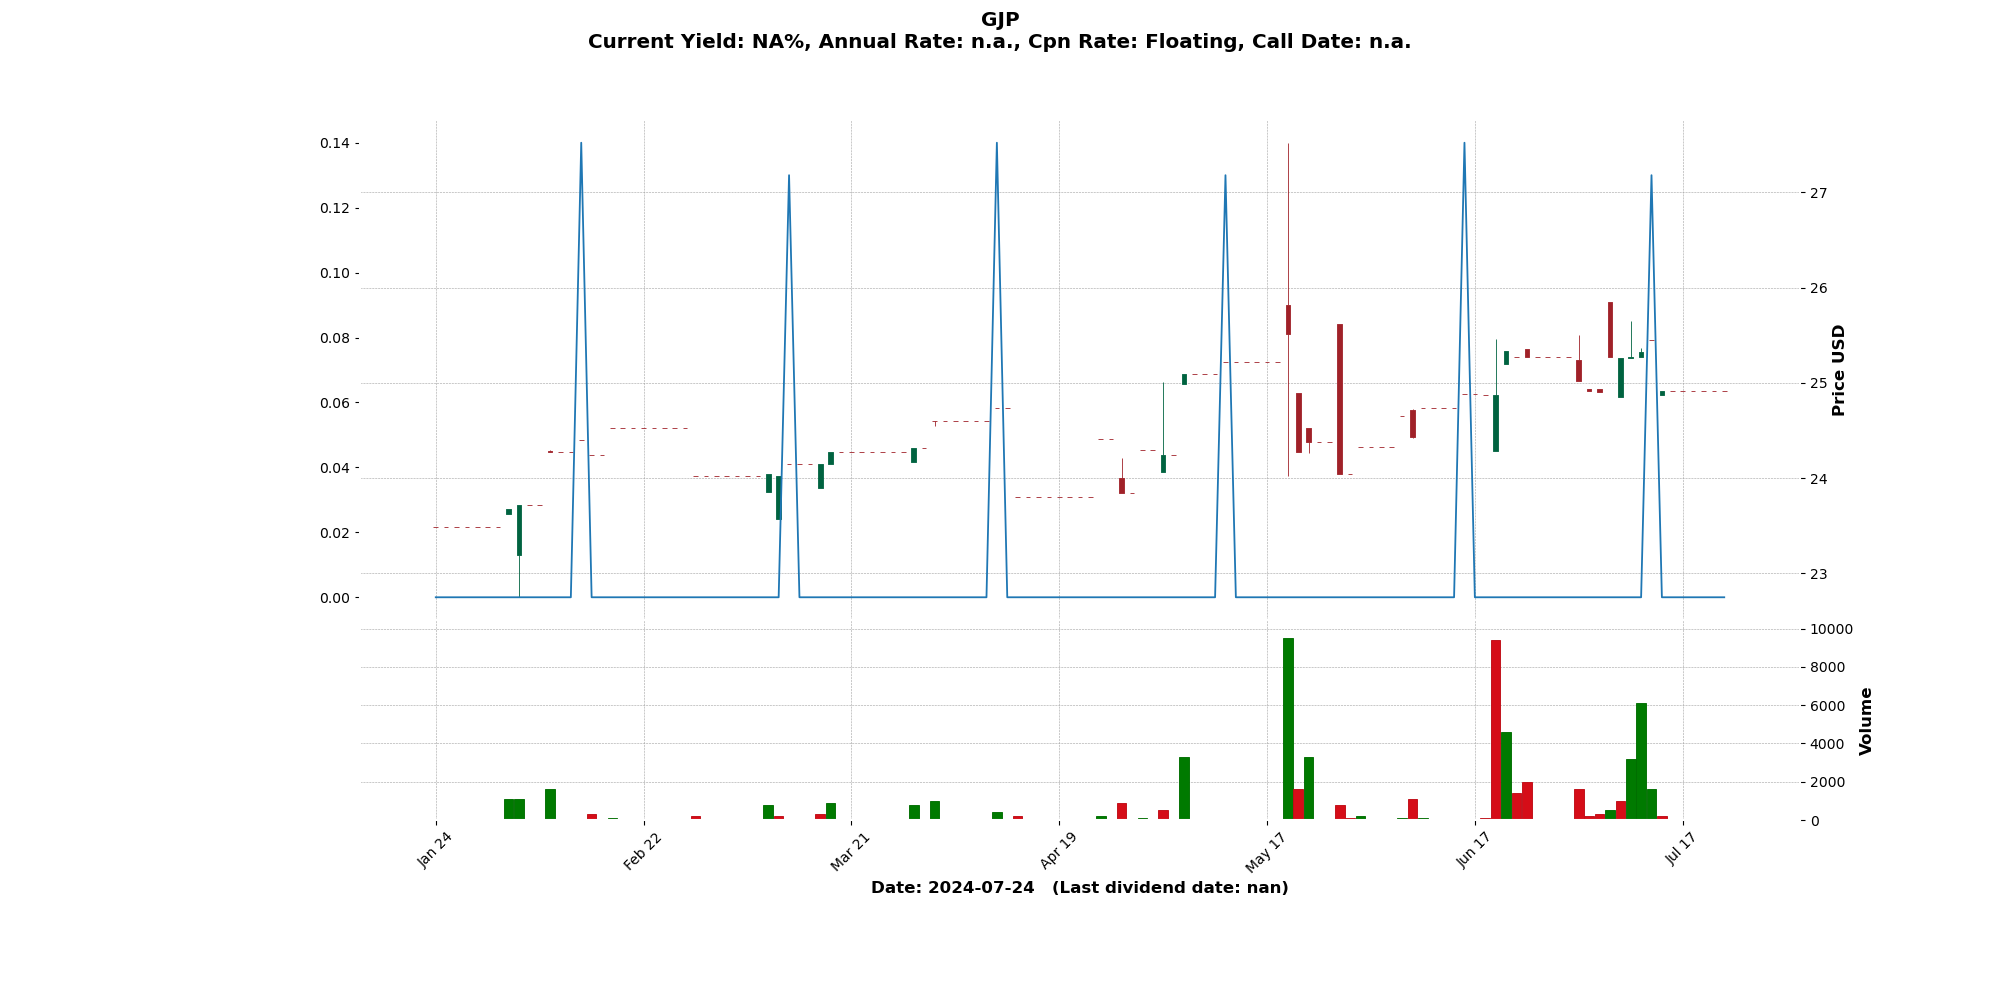 GJP
Current Yield: NA%, Annual Rate: n.a., Cpn Rate: Floating, Call Date: n.a.
0.14
0.12
0.10
0.08
0.06
0.04
0.02
0.00
27
26
25
24
23
Price USD
10000
8000
6000
4000
2000
0
Volume
Jan 24
Feb 22
Mar 21
Apr 19
May 17
Jun 17
Jul 17
Date: 2024-07-24 (Last dividend date: nan)